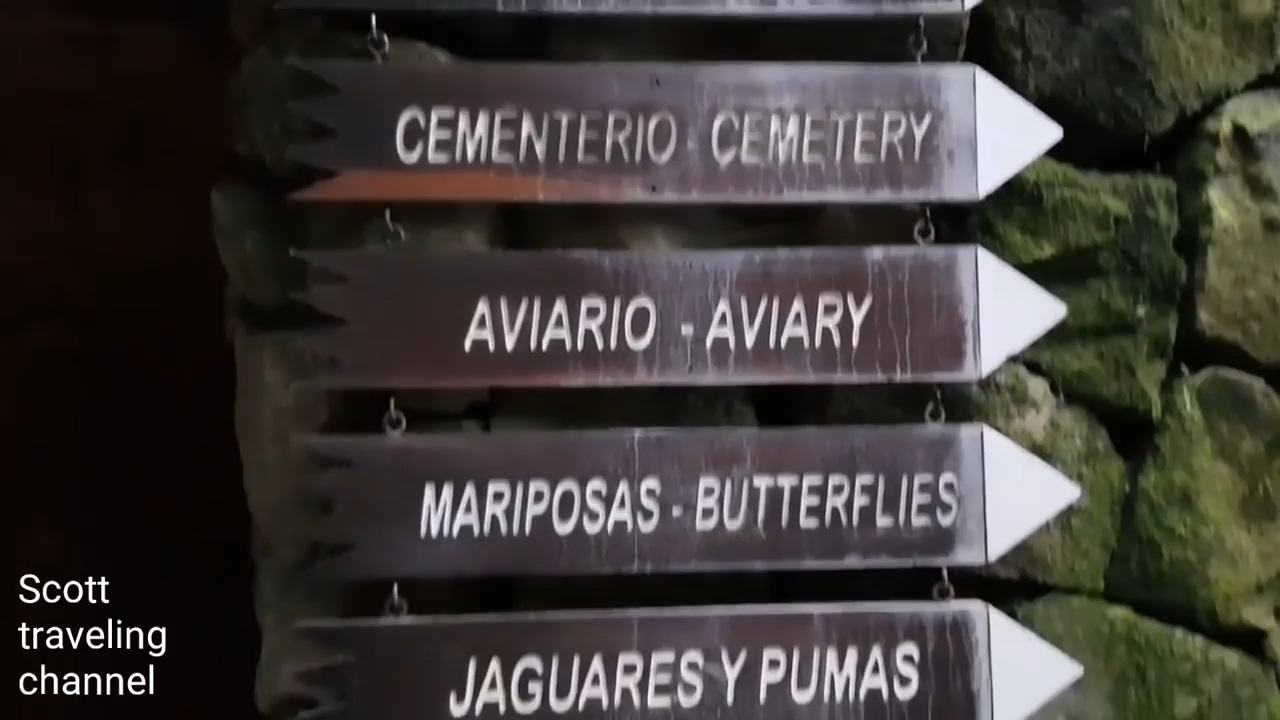 CEMENTERIO - CEMETERY
AVIARIO - AVIARY
MARIPOSAS - BUTTERFLIES
JAGUARES Y PUMAS
Scott
traveling
channel